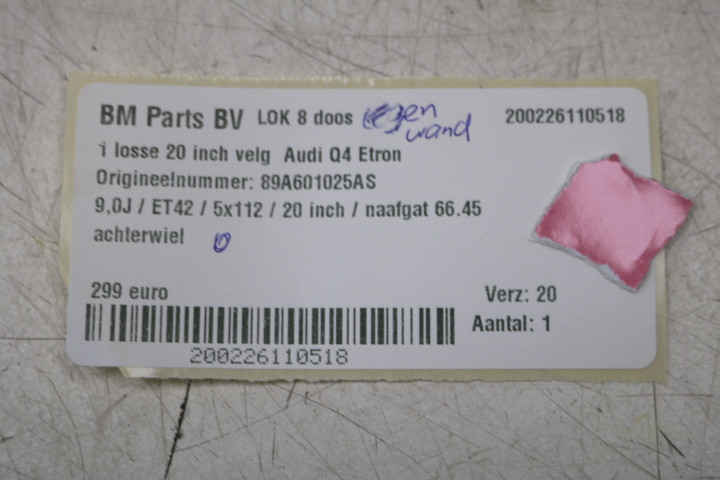 BM Parts BV LOK 8 doos tegen 200226110518
wand
1 losse 20 inch velg Audi Q4 Etron
Origineelnummer: 89A601025AS
9,0J / ET42 / 5x112 / 20 inch / naafgat 66.45
achterwiel 0
299 euro Verz: 20
Aantal: 1
200226110518